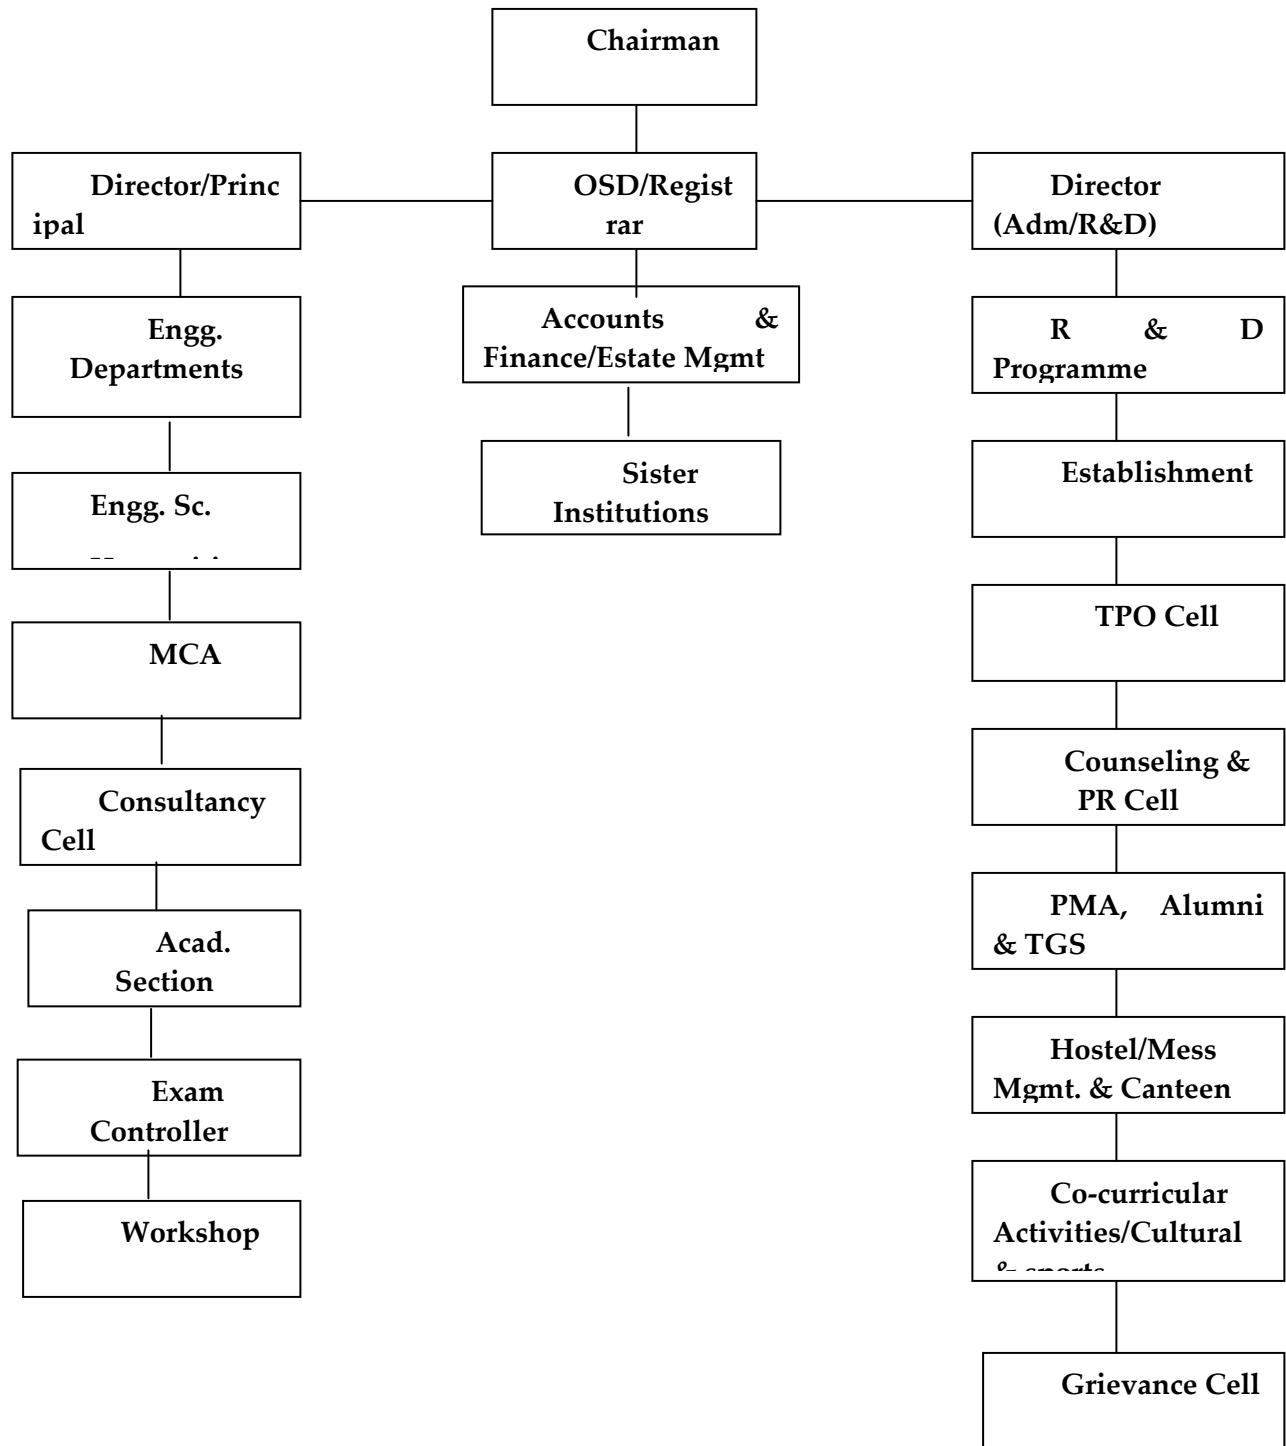 Chairman
Director/Princ
ipal
OSD/Regist
rar
Director
(Adm/R&D)
Engg.
Departments
Accounts &
Finance/Estate Mgmt
R & D
Programme
Engg. Sc.
Sister
Institutions
Establishment
MCA
TPO Cell
Consultancy
Cell
Counseling &
PR Cell
Acad.
Section
PMA, Alumni
& TGS
Exam
Controller
Hostel/Mess
Mgmt. & Canteen
Workshop
Co-curricular
Activities/Cultural
& sports
Grievance Cell